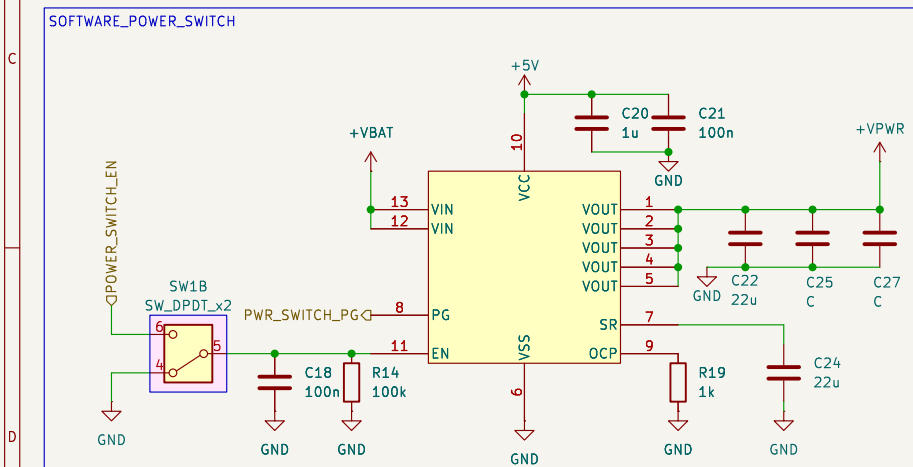 SOFTWARE_POWER_SWITCH
C
D
+5V
C20
1u
C21
100n
GND
+VBAT
+VPWR
10
VCC
13
VIN
12
VIN
VOUT
1
VOUT
2
VOUT
3
VOUT
4
VOUT
5
GND
C22
22u
C25
C
C27
C
POWER_SWITCH_EN
SW1B
SW_DPDT_x2
6
5
4
GND
PWR_SWITCH_PG
8
PG
11
EN
VSS
6
GND
SR
7
OCP
9
C18
100n
GND
R14
100k
GND
R19
1k
GND
C24
22u
GND